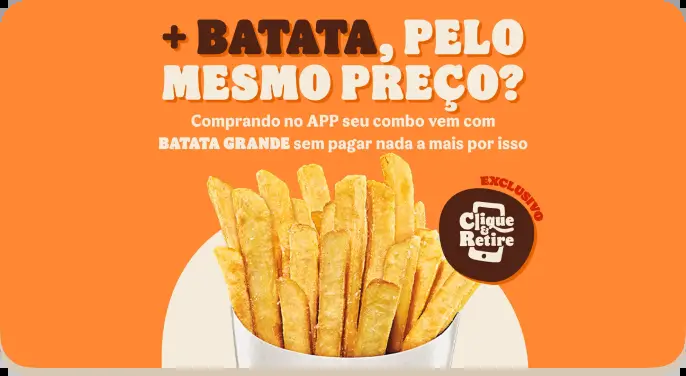 + BATATA, PELO
MESMO PREÇO?
Comprando no APP seu combo vem com
BATATA GRANDE sem pagar nada a mais por isso
EXCLUSIVO
Clique
&
Retire